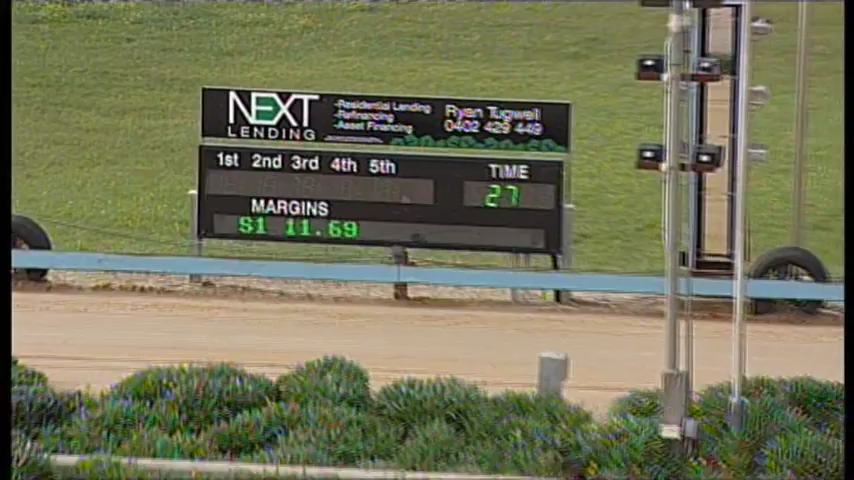 NEXT
LENDING
-Residential Lending
-Refinancing
-Asset Financing
Ryan Tugwell
0402 429 449
1st 2nd 3rd 4th 5th
TIME
27
MARGINS
S1 11.69